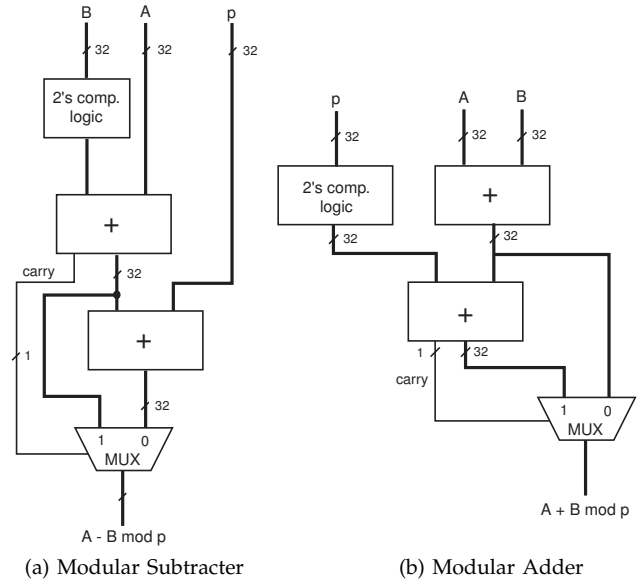 B A p
32 32 32
2's comp.
logic
+
carry
32
+
1
32
1 0
MUX
A - B mod p
(a) Modular Subtracter
p A B
32 32 32
2's comp.
logic
+
32 32
+
1 32
carry
1 0
MUX
A + B mod p
(b) Modular Adder